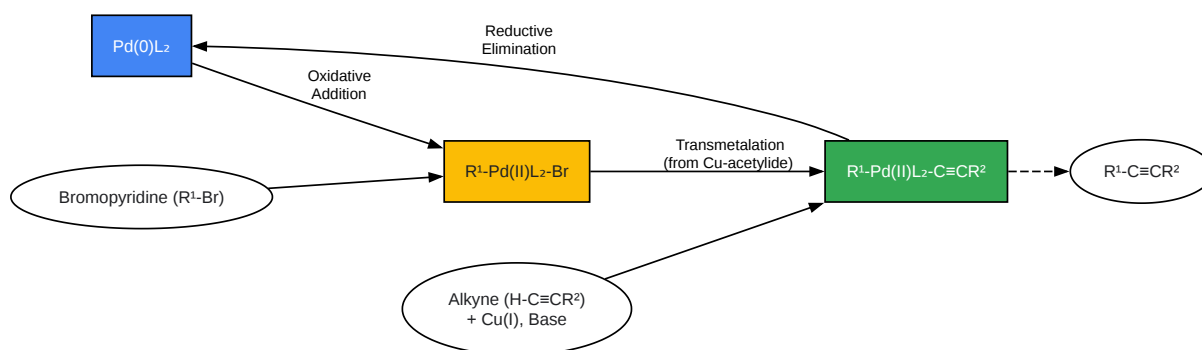 Reductive
Elimination
Pd(0)L₂
Oxidative
Addition
Transmetalation
(from Cu-acetylide)
R¹-Pd(II)L₂-Br
R¹-Pd(II)L₂-C≡CR²
R¹-C≡CR²
Bromopyridine (R¹-Br)
Alkyne (H-C≡CR²)
+ Cu(I), Base